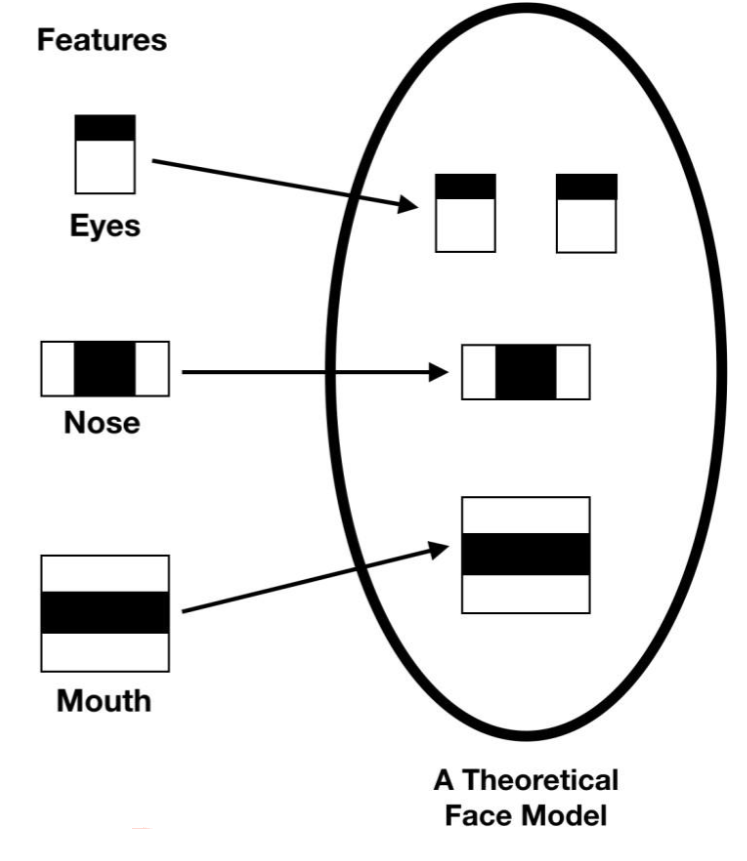 Features
Eyes
Nose
Mouth
A Theoretical
Face Model